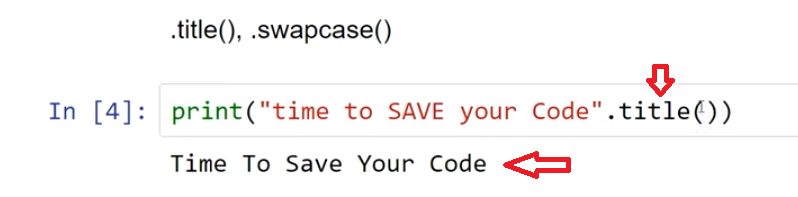 .title(), .swapcase()
In [4]: print("time to SAVE your Code".title())
Time To Save Your Code